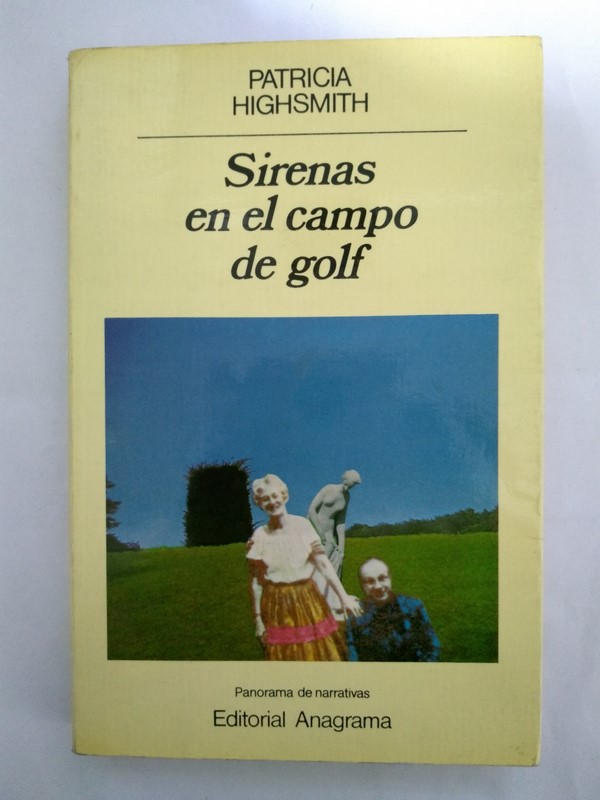 PATRICIA
HIGHSMITH
Sirenas
en el campo
de golf
Panorama de narrativas
Editorial Anagrama